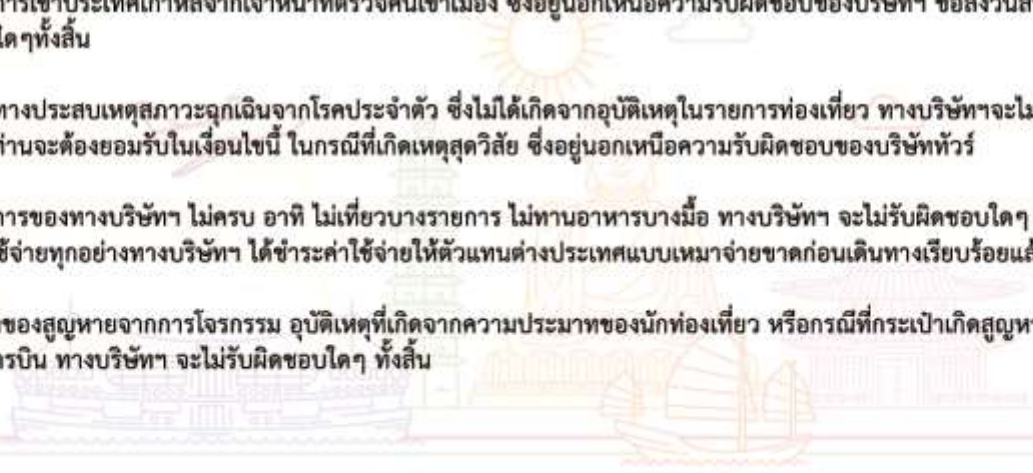 การเข้าประเทศเกาหลีจากเจ้าหน้าที่ตรวจคนเข้าเมือง ซึ่งอยู่นอกเหนือความรับผิดชอบของบริษัทฯ ขอสงวนสิ
ใดๆทั้งสิ้น
ทางประสบเหตุสภาวะฉุกเฉินจากโรคประจำตัว ซึ่งไม่ได้เกิดจากอุบัติเหตุในรายการท่องเที่ยว ทางบริษัทฯจะไม่
ท่านจะต้องยอมรับในเงื่อนไขนี้ ในกรณีที่เกิดเหตุสุดวิสัย ซึ่งอยู่นอกเหนือความรับผิดชอบของบริษัททัวร์
การของทางบริษัทฯ ไม่ครบ อาทิ ไม่เที่ยวบางรายการ ไม่ทานอาหารบางมื้อ ทางบริษัทฯ จะไม่รับผิดชอบใดๆ
ใช้จ่ายทุกอย่างทางบริษัทฯ ได้ชำระค่าใช้จ่ายให้ตัวแทนต่างประเทศแบบเหมาจ่ายขาดก่อนเดินทางเรียบร้อยแล้
ของสูญหายจากการโจรกรรม อุบัติเหตุที่เกิดจากความประมาทของนักท่องเที่ยว หรือกรณีที่กระเป๋าเกิดสูญห
รบิน ทางบริษัทฯ จะไม่รับผิดชอบใดๆ ทั้งสิ้น